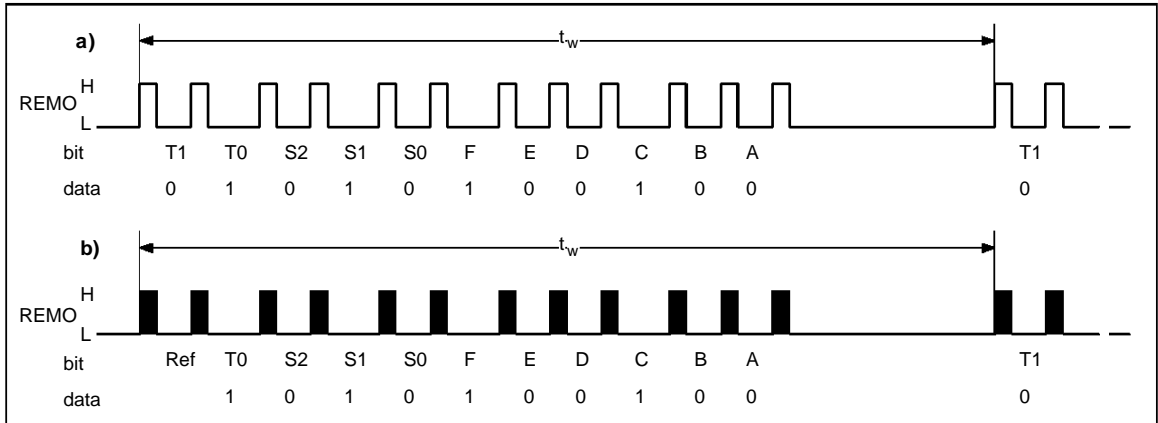 a) tw
H
REMO
L
bit T1 T0 S2 S1 S0 F E D C B A T1
data 0 1 0 1 0 1 0 0 1 0 0 0
b) tw
H
REMO
L
bit Ref T0 S2 S1 S0 F E D C B A T1
data 1 0 1 0 1 0 0 1 0 0 0